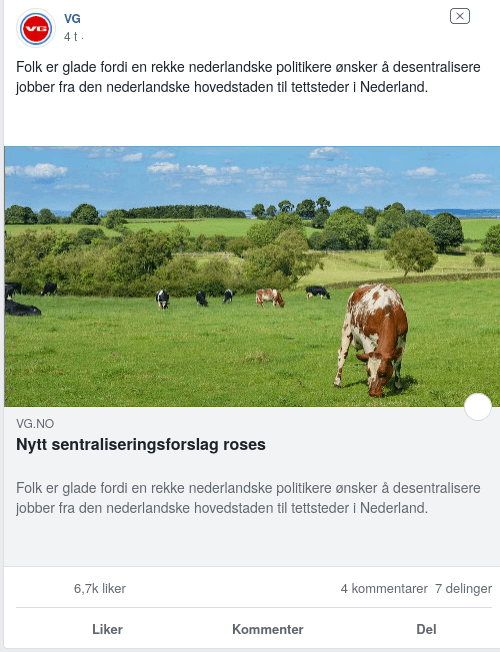 VG
VG
4 t ·
Folk er glade fordi en rekke nederlandske politikere ønsker å desentralisere
jobber fra den nederlandske hovedstaden til tettsteder i Nederland.
VG.NO
Nytt sentraliseringsforslag roses
Folk er glade fordi en rekke nederlandske politikere ønsker å desentralisere
jobber fra den nederlandske hovedstaden til tettsteder i Nederland.
6,7k liker
4 kommentarer 7 delinger
Liker Kommenter Del